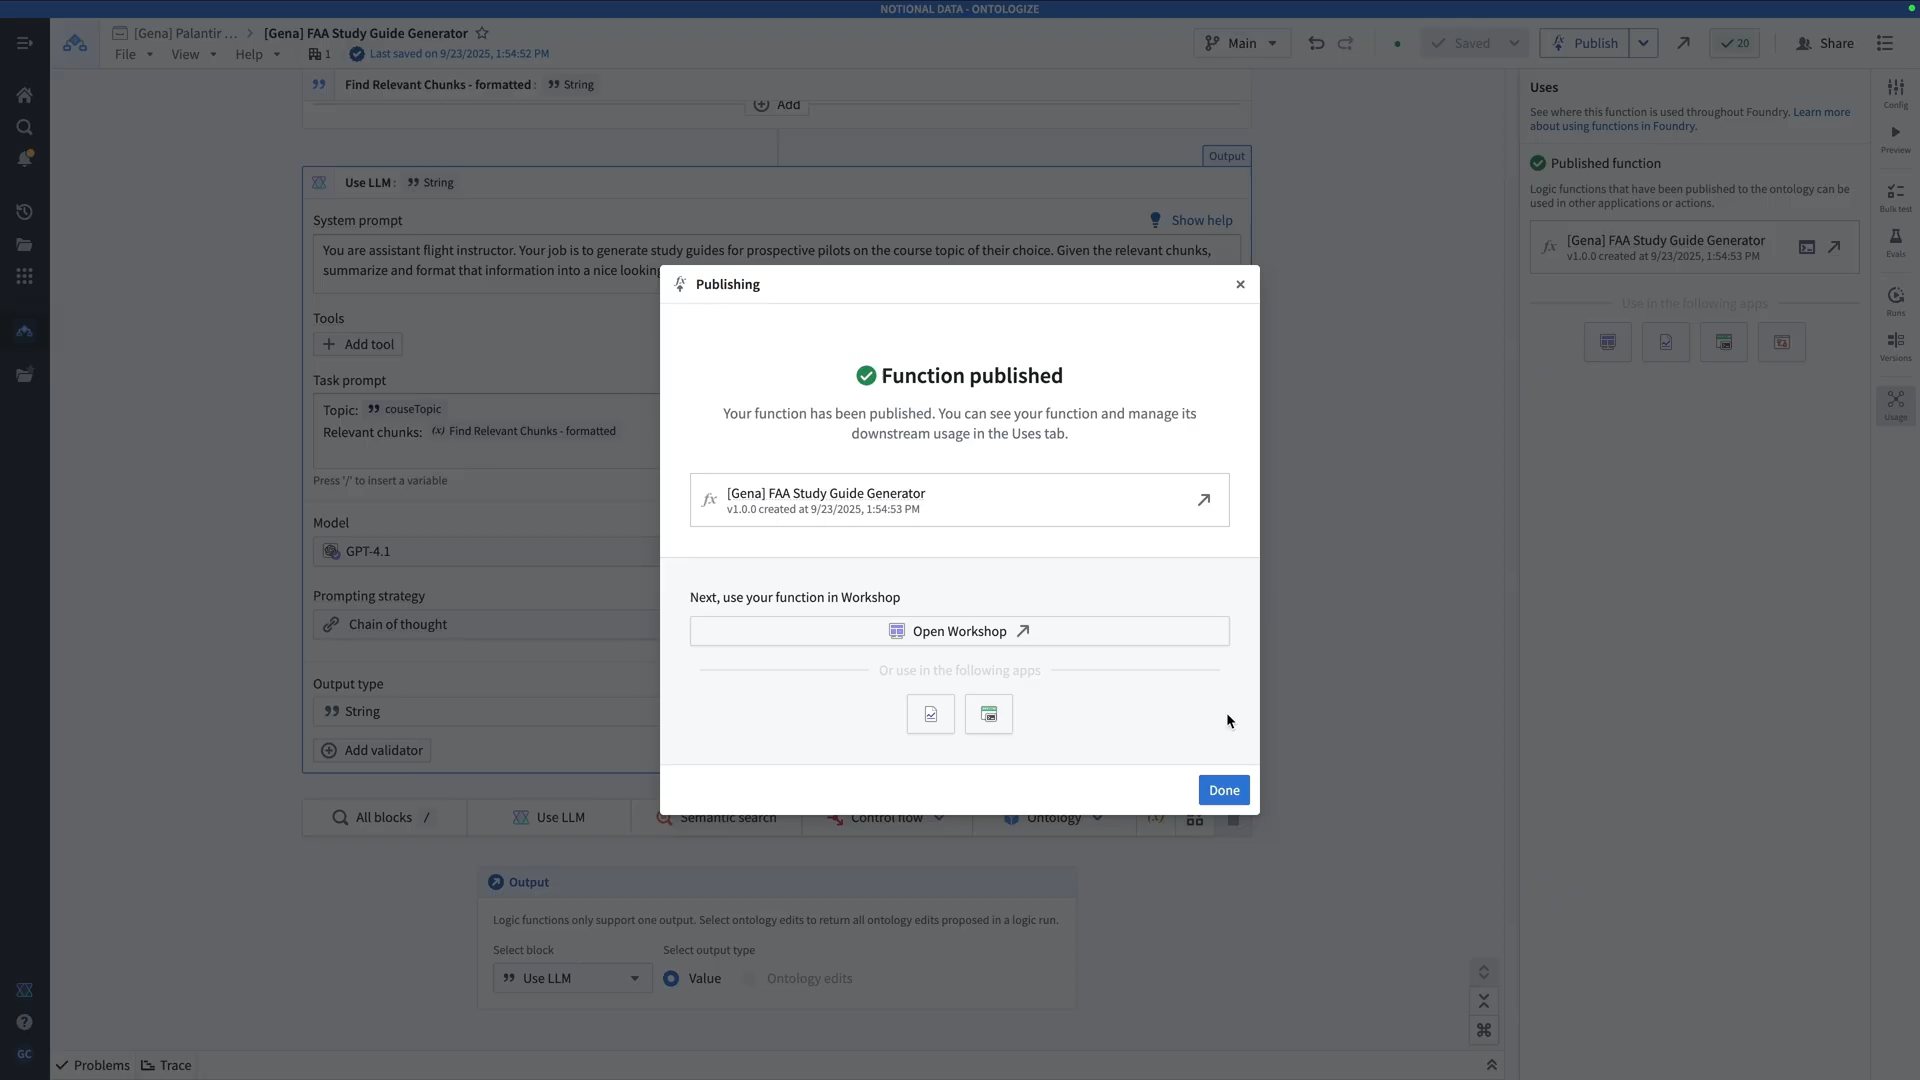 NOTIONAL DATA - ONTOLOGIZE
[Gena] Palantir ... > [Gena] FAA Study Guide Generator
File View Help 1 Last saved on 9/23/2025, 1:54:52 PM
Main
Saved
Publish
20
Share
Find Relevant Chunks - formatted : String
Add
Output
Use LLM : String
System prompt
Show help
You are assistant flight instructor. Your job is to generate study guides for prospective pilots on the course topic of their choice. Given the relevant chunks,
summarize and format that information into a nice looking
Tools
Add tool
Task prompt
Topic: couseTopic
Relevant chunks: (x) Find Relevant Chunks - formatted
Press '/' to insert a variable
Model
GPT-4.1
Prompting strategy
Chain of thought
Output type
String
Add validator
All blocks /
Use LLM
Semantic search
Control flow
Ontology
Output
Logic functions only support one output. Select ontology edits to return all ontology edits proposed in a logic run.
Select block
Select output type
Use LLM
Value
Ontology edits
Problems
Trace
GC
Publishing
Function published
Your function has been published. You can see your function and manage its
downstream usage in the Uses tab.
fx
[Gena] FAA Study Guide Generator
v1.0.0 created at 9/23/2025, 1:54:53 PM
Next, use your function in Workshop
Open Workshop
Or use in the following apps
Done
Uses
See where this function is used throughout Foundry. Learn more
about using functions in Foundry.
Published function
Logic functions that have been published to the ontology can be
used in other applications or actions.
fx
[Gena] FAA Study Guide Generator
v1.0.0 created at 9/23/2025, 1:54:53 PM
Use in the following apps
Config
Preview
Bulk test
Evals
Runs
Versions
Usage